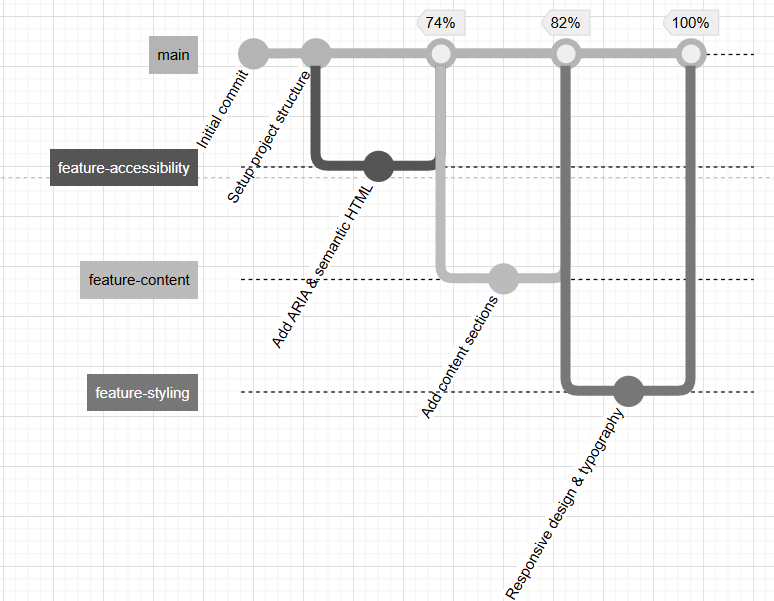 74%
82%
100%
main
Initial commit
Setup project structure
feature-accessibility
Add ARIA & semantic HTML
feature-content
Add content sections
feature-styling
Responsive design & typography